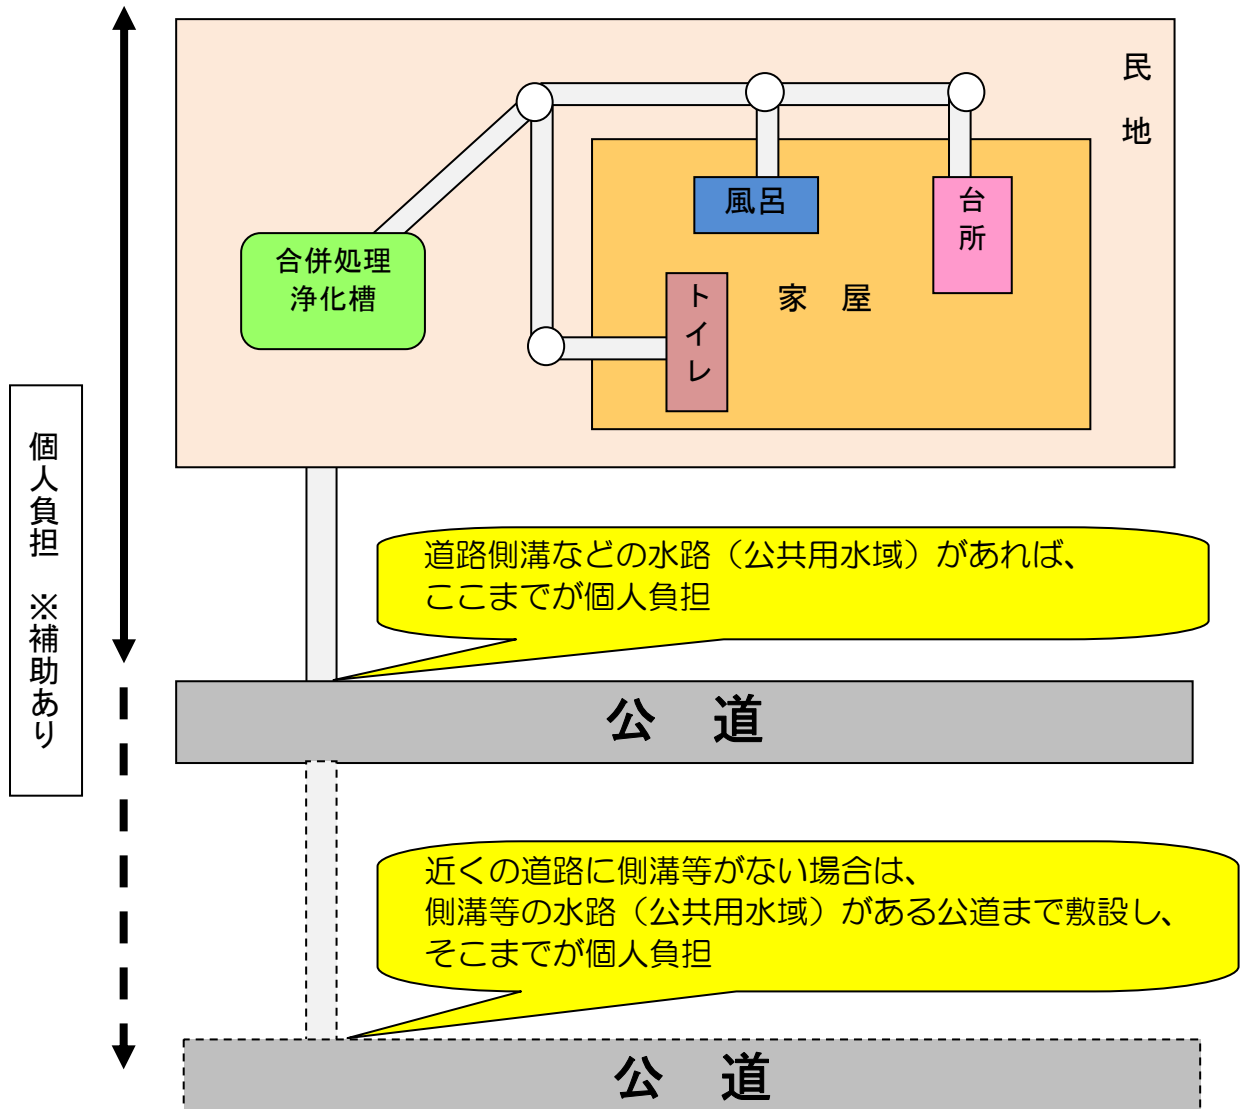 民地
風呂
台所
合併処理
浄化槽
トイレ
家　屋
個人負担　※補助あり
道路側溝などの水路（公共用水域）があれば、
ここまでが個人負担
公　道
近くの道路に側溝等がない場合は、
側溝等の水路（公共用水域）がある公道まで敷設し、
そこまでが個人負担
公　道